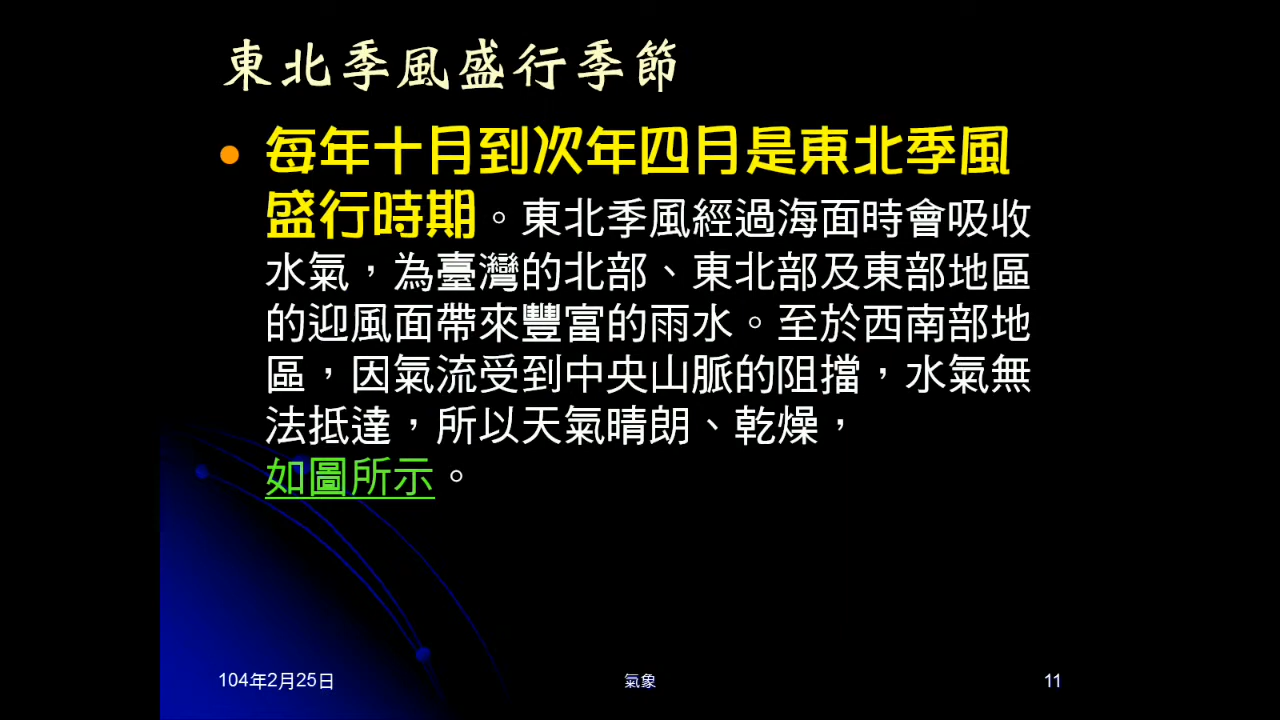 東北季風盛行季節
每年十月到次年四月是東北季風
盛行時期。東北季風經過海面時會吸收
水氣，為臺灣的北部、東北部及東部地區
的迎風面帶來豐富的雨水。至於西南部地
區，因氣流受到中央山脈的阻擋，水氣無
法抵達，所以天氣晴朗、乾燥，
如圖所示。
104年2月25日
氣象
11